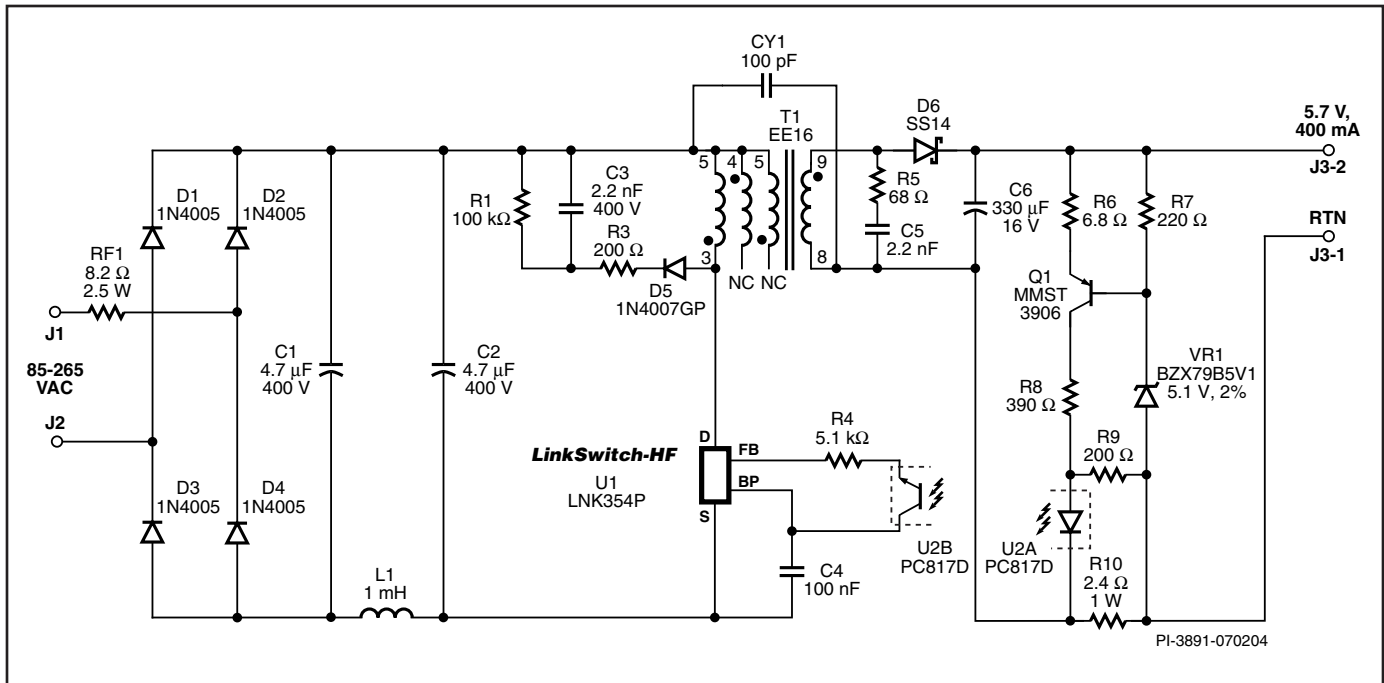 CY1
100 pF
D6
SS14
T1
EE16
5.7 V,
400 mA
J3-2
5
4
5
9
D1
1N4005
D2
1N4005
R1
100 kΩ
C3
2.2 nF
400 V
R3
200 Ω
R5
68 Ω
C5
2.2 nF
C6
330 µF
16 V
R6
6.8 Ω
R7
220 Ω
RTN
J3-1
3
8
NC NC
D5
1N4007GP
RF1
8.2 Ω
2.5 W
Q1
MMST
3906
J1
85-265
VAC
J2
C1
4.7 µF
400 V
C2
4.7 µF
400 V
VR1
BZX79B5V1
5.1 V, 2%
R8
390 Ω
D
LinkSwitch-HF
U1
LNK354P
FB
BP
S
R4
5.1 kΩ
R9
200 Ω
D3
1N4005
D4
1N4005
U2B
PC817D
U2A
PC817D
R10
2.4 Ω
1 W
L1
1 mH
C4
100 nF
PI-3891-070204